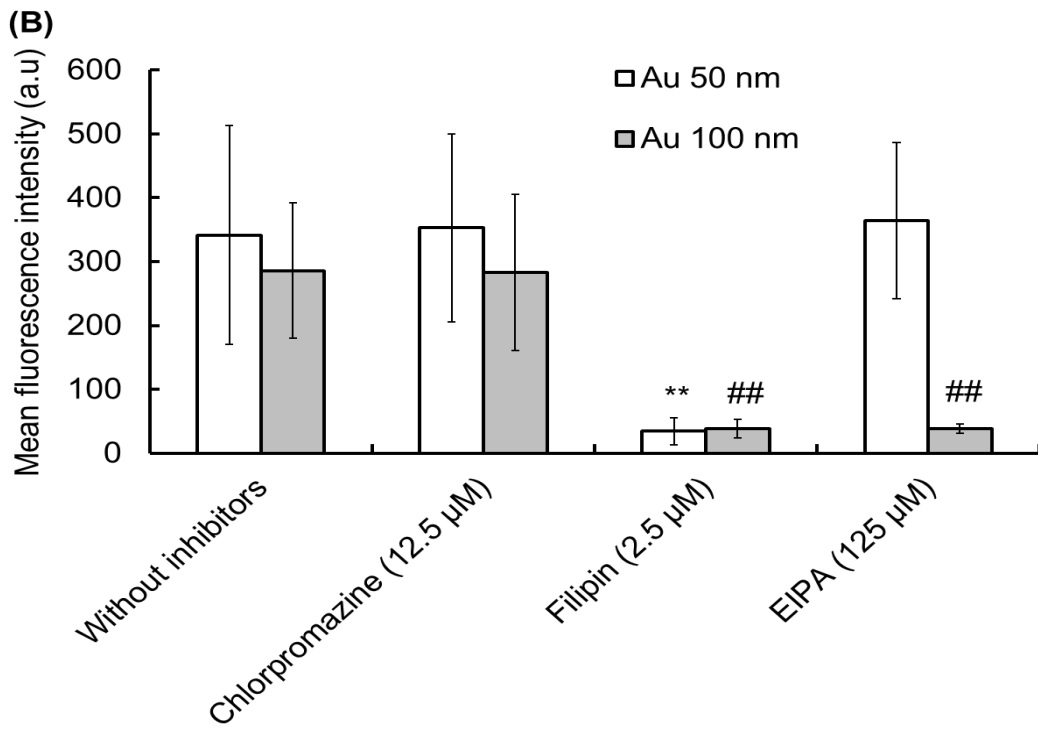 (B)
Mean fluorescence intensity (a.u)
600
500
400
300
200
100
0
Au 50 nm
Au 100 nm
**
##
##
Without inhibitors
Chlorpromazine (12.5 µM)
Filipin (2.5 µM)
EIPA (125 µM)